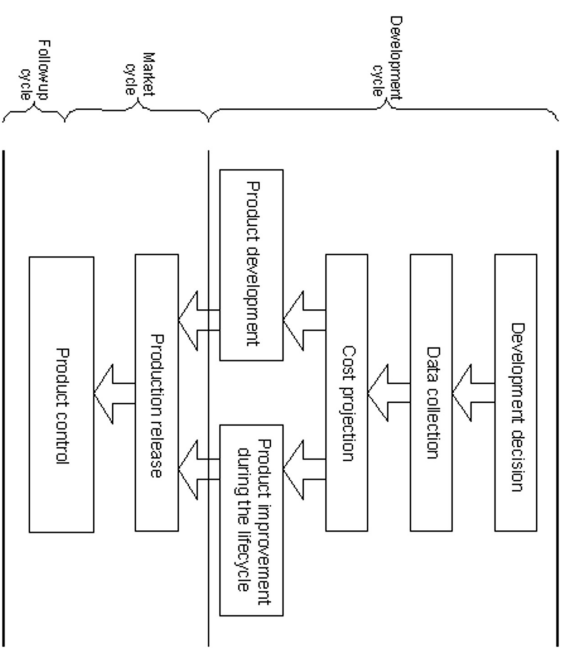 Development
cycle
Market
cycle
Followup
cycle
Development decision
Data collection
Cost projection
Product development
Product improvement
during the lifecycle
Production release
Product control